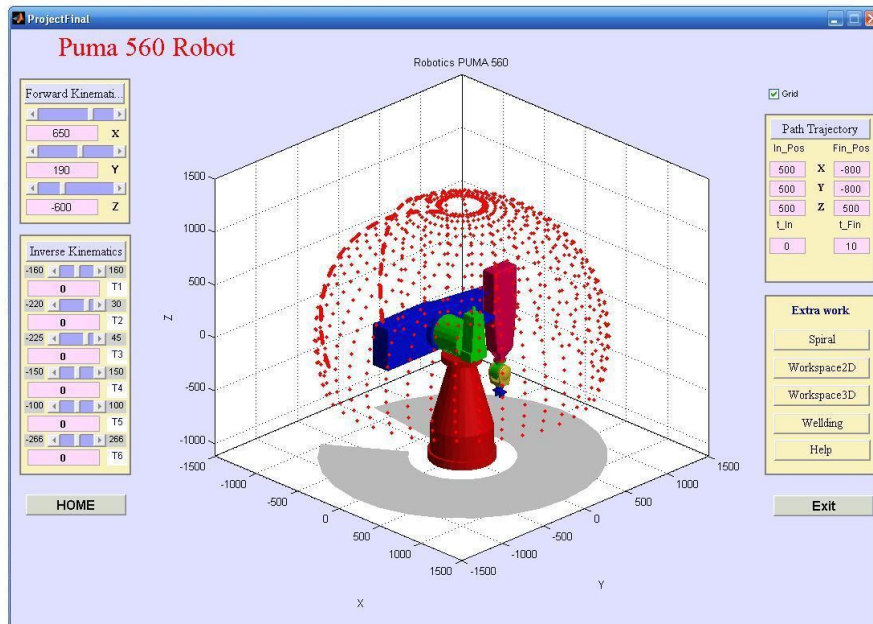 ProjectFinal
Puma 560 Robot
Forward Kinemati...
650 X
190 Y
-600 Z
Inverse Kinematics
-160 160
0 T1
-220 30
0 T2
-225 45
0 T3
-150 150
0 T4
-100 100
0 T5
-266 266
0 T6
HOME
Robotics PUMA 560
1500
1000
500
0
-500
-1000
-1500
Z
-1500
-1000
-500
0
500
1000
1500
X
-1500
-1000
-500
0
500
1000
1500
Y
Grid
Path Trajectory
In_Pos Fin_Pos
500 X -800
500 Y -800
500 Z 500
t_In t_Fin
0 10
Extra work
Spiral
Workspace2D
Workspace3D
Wellding
Help
Exit